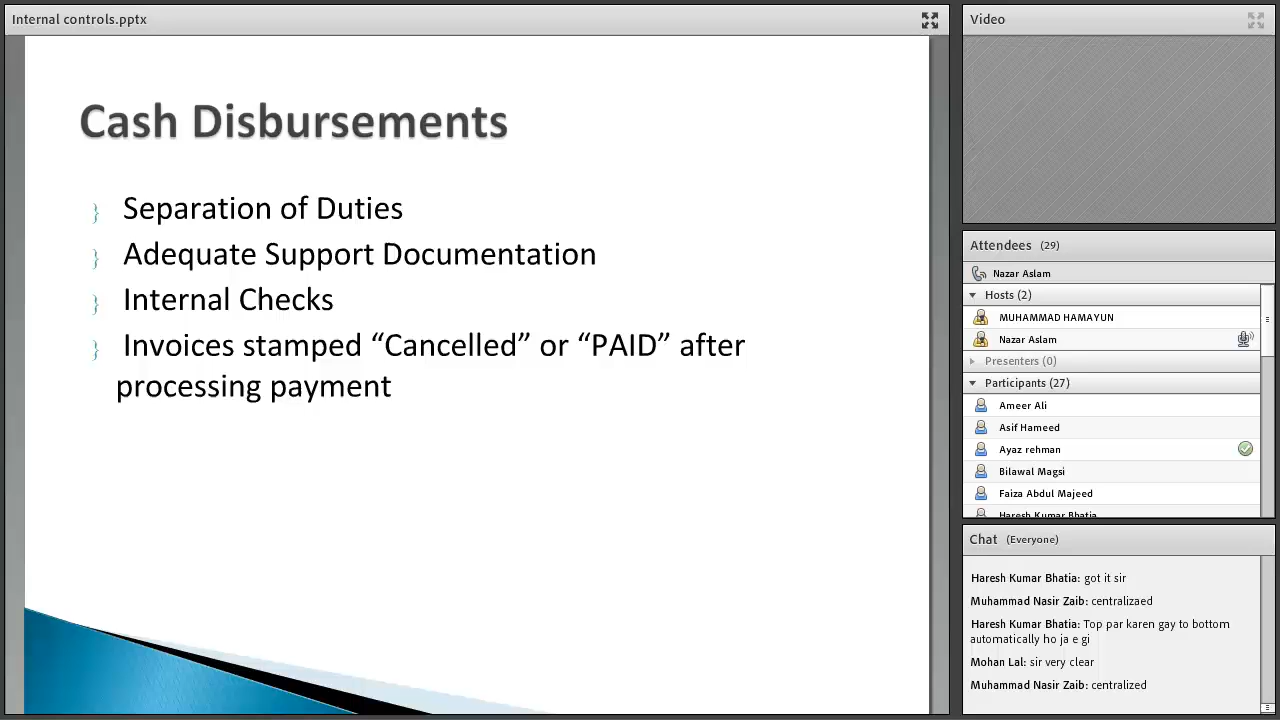 Internal controls.pptx
Cash Disbursements
} Separation of Duties
} Adequate Support Documentation
} Internal Checks
} Invoices stamped “Cancelled” or “PAID” after
processing payment
Video
Attendees (29)
Nazar Aslam
Hosts (2)
MUHAMMAD HAMAYUN
Nazar Aslam
Presenters (0)
Participants (27)
Ameer Ali
Asif Hameed
Ayaz rehman
Bilawal Magsi
Faiza Abdul Majeed
Haresh Kumar Bhatia
Chat (Everyone)
Haresh Kumar Bhatia: got it sir
Muhammad Nasir Zaib: centralizaed
Haresh Kumar Bhatia: Top par karen gay to bottom
automatically ho ja e gi
Mohan Lal: sir very clear
Muhammad Nasir Zaib: centralized